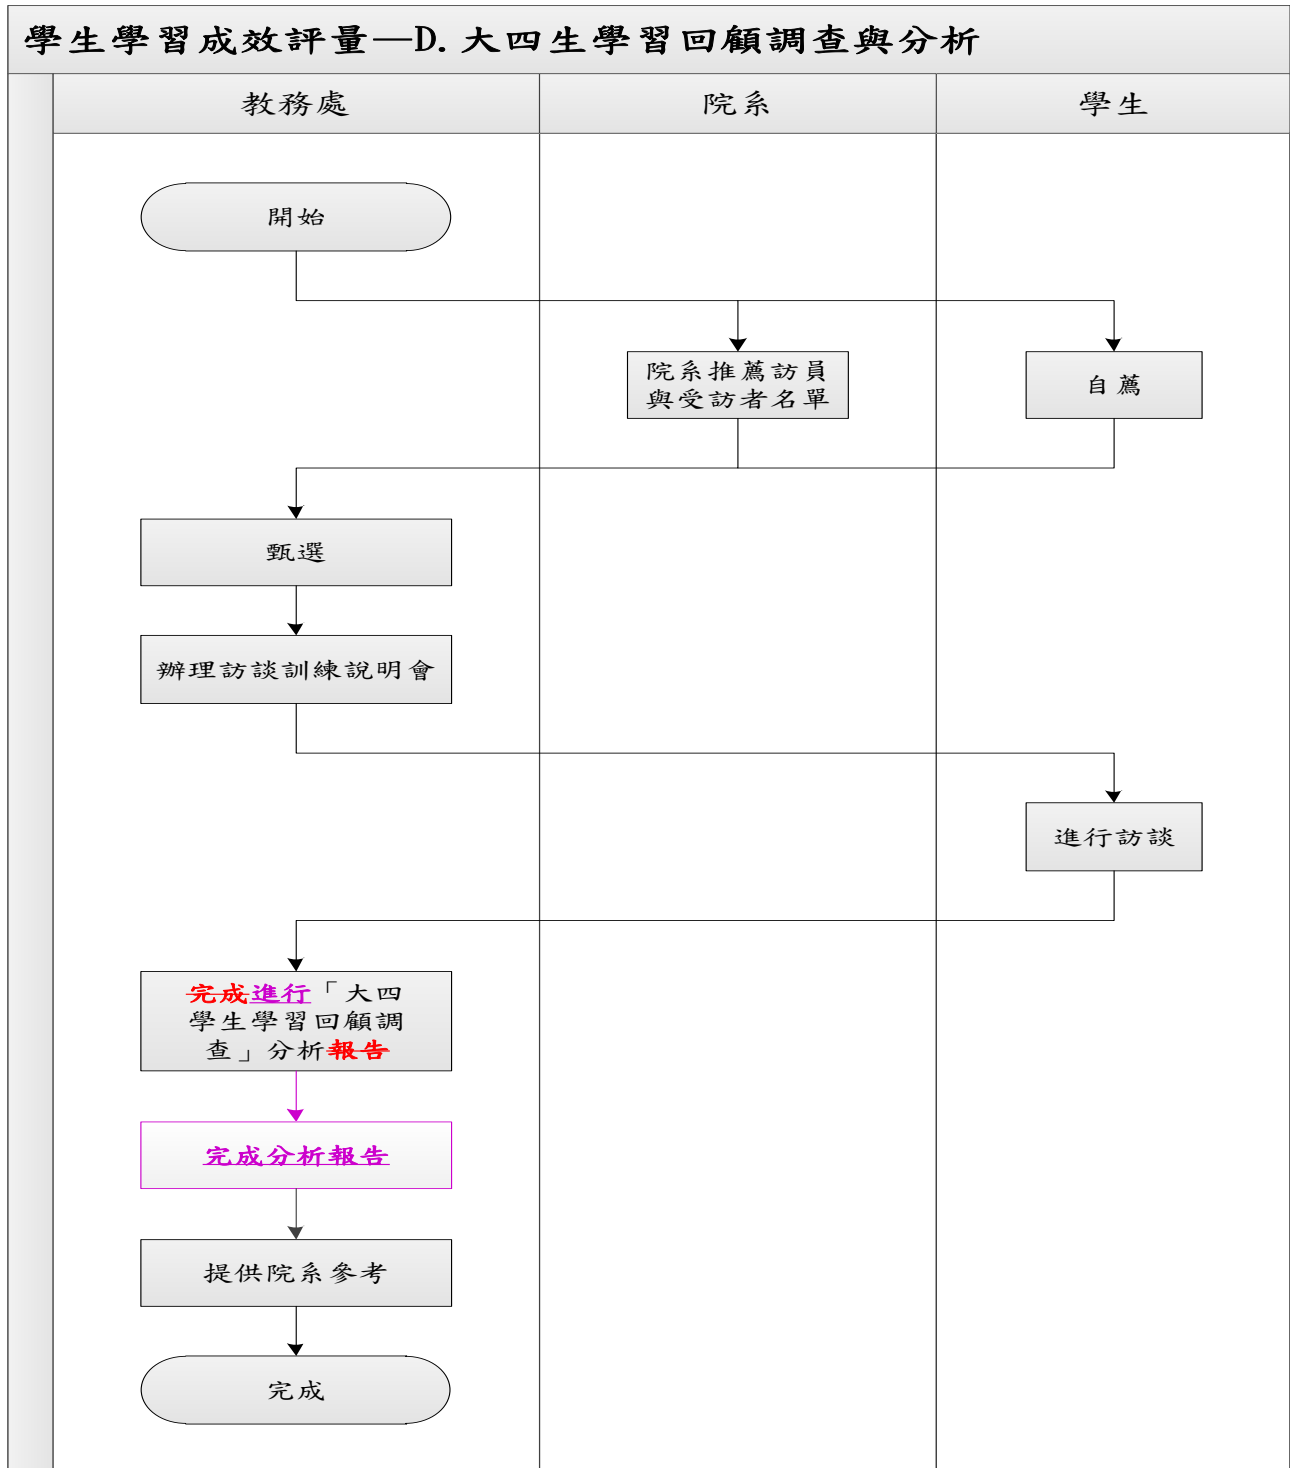 學生學習成效評量—D.大四生學習回顧調查與分析
教務處
院系
學生
開始
院系推薦訪員
與受訪者名單
自薦
甄選
辦理訪談訓練說明會
進行訪談
完成進行「大四
學生學習回顧調
查」分析報告
完成分析報告
提供院系參考
完成